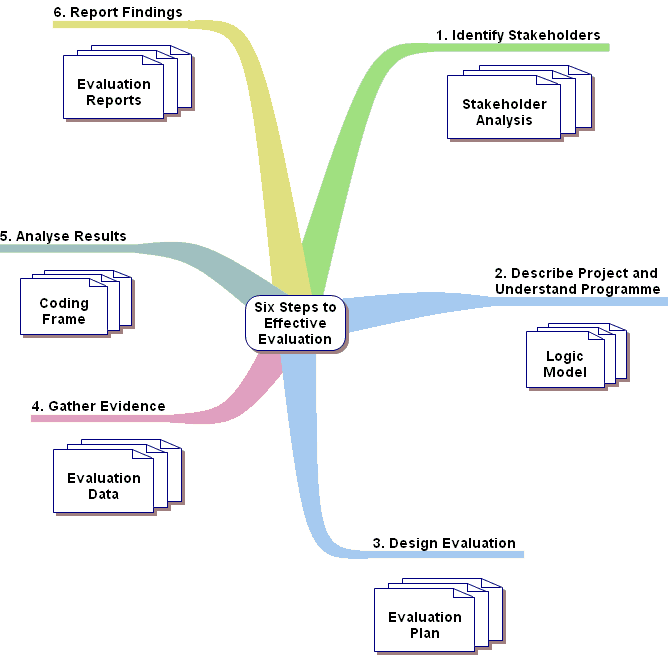 6. Report Findings
Evaluation
Reports
1. Identify Stakeholders
Stakeholder
Analysis
5. Analyse Results
Coding
Frame
Six Steps to
Effective
Evaluation
2. Describe Project and
Understand Programme
Logic
Model
4. Gather Evidence
Evaluation
Data
3. Design Evaluation
Evaluation
Plan